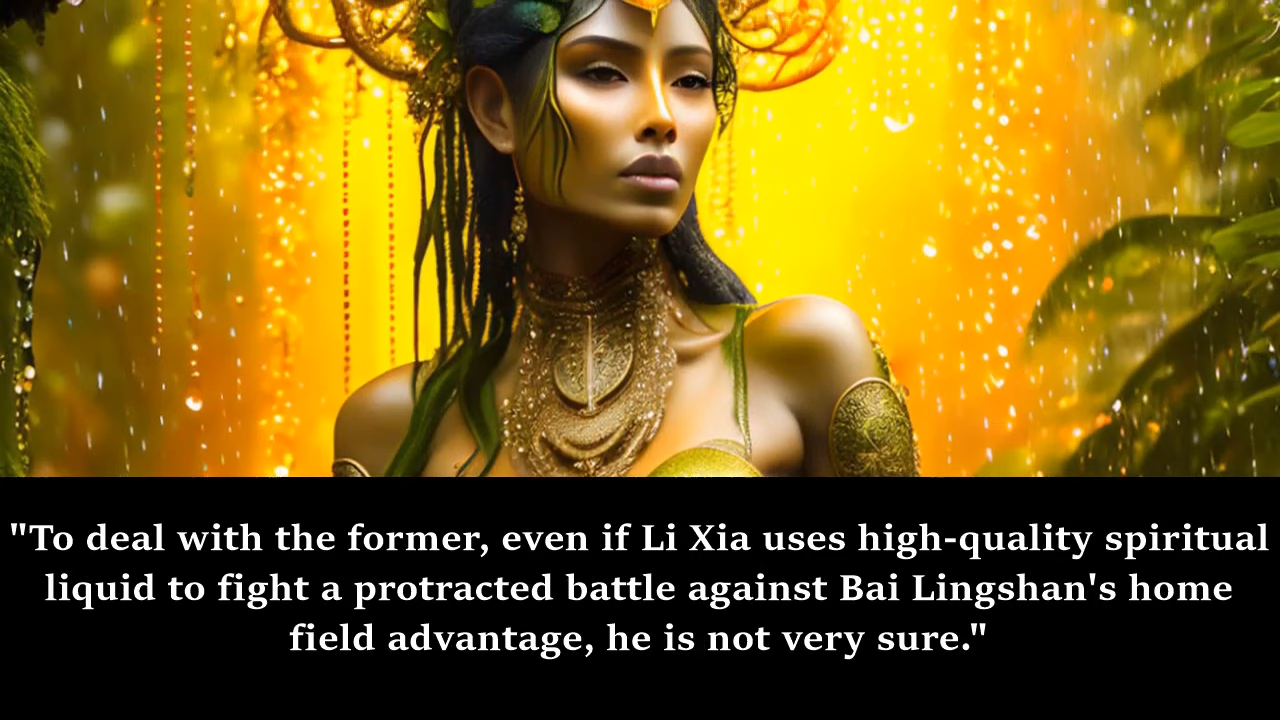 "To deal with the former, even if Li Xia uses high-quality spiritual
liquid to fight a protracted battle against Bai Lingshan's home
field advantage, he is not very sure."